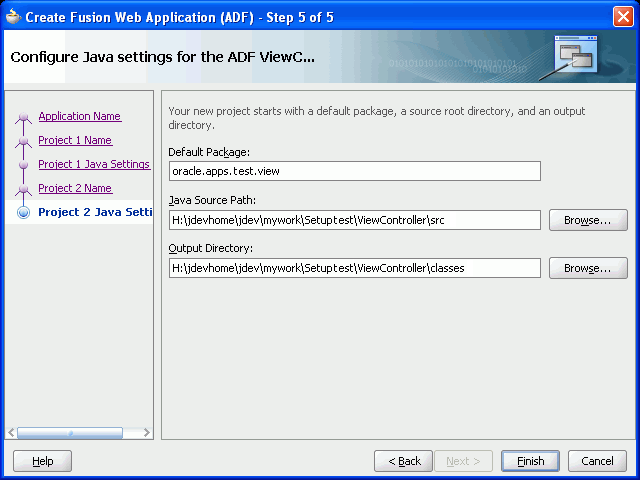 Create Fusion Web Application (ADF) - Step 5 of 5
Configure Java settings for the ADF ViewC...
Application Name
Project 1 Name
Project 1 Java Settings
Project 2 Name
Project 2 Java Setti
Your new project starts with a default package, a source root directory, and an output
directory.
Default Package:
oracle.apps.test.view
Java Source Path:
H:\jdevhome\jdev\mywork\Setuptest\ViewController\src
Browse...
Output Directory:
H:\jdevhome\jdev\mywork\Setuptest\ViewController\classes
Browse...
Help
< Back
Next >
Finish
Cancel